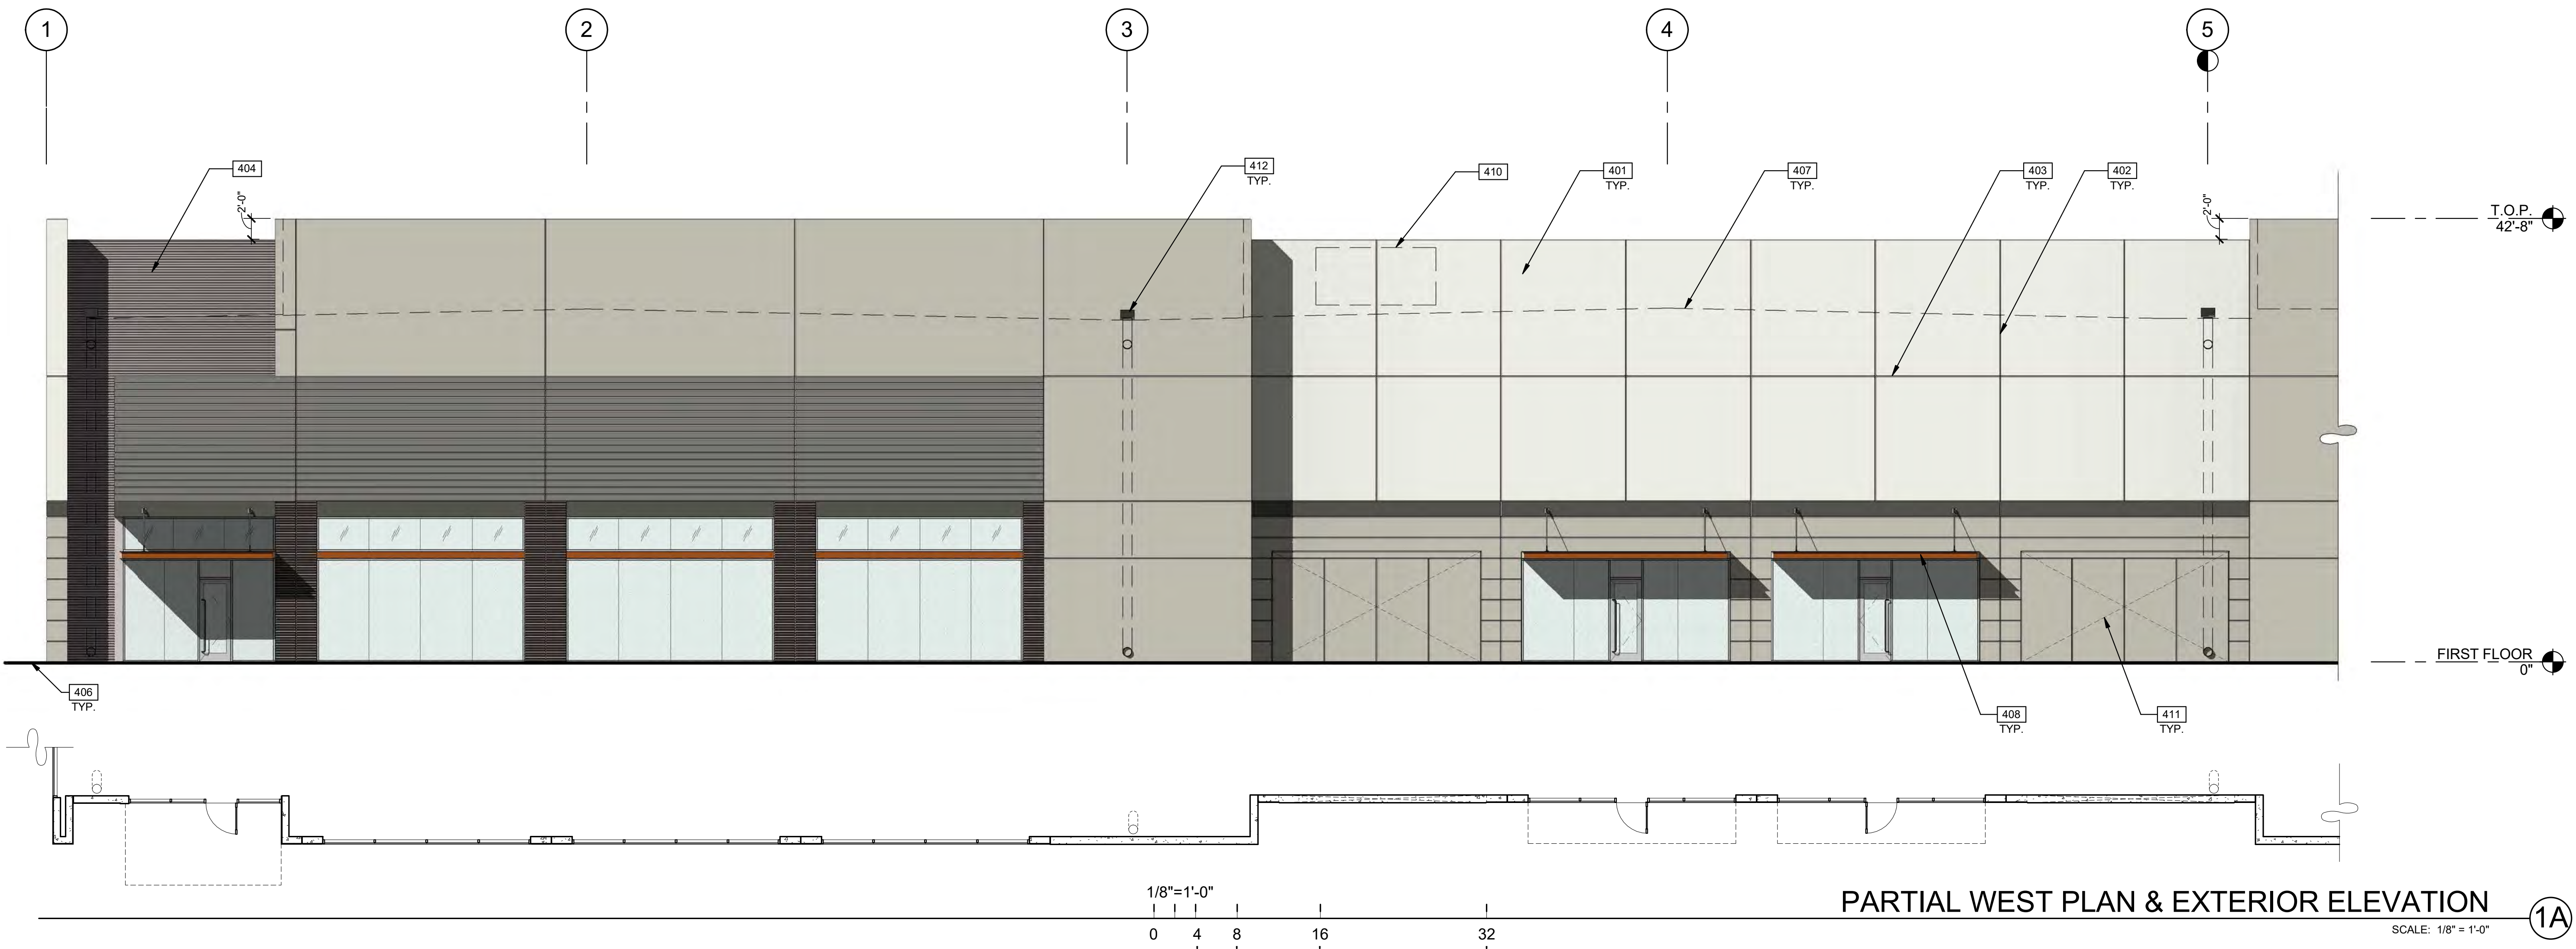 1 2 3 4 5
404
412
TYP.
410
401
TYP.
407
TYP.
403
TYP.
402
TYP.
2'-0"
2'-0"
T.O.P.
42'-8"
FIRST FLOOR
0"
406
TYP.
408
TYP.
411
TYP.
1/8"=1'-0"
0 4 8 16 32
PARTIAL WEST PLAN & EXTERIOR ELEVATION
SCALE: 1/8" = 1'-0"
1A